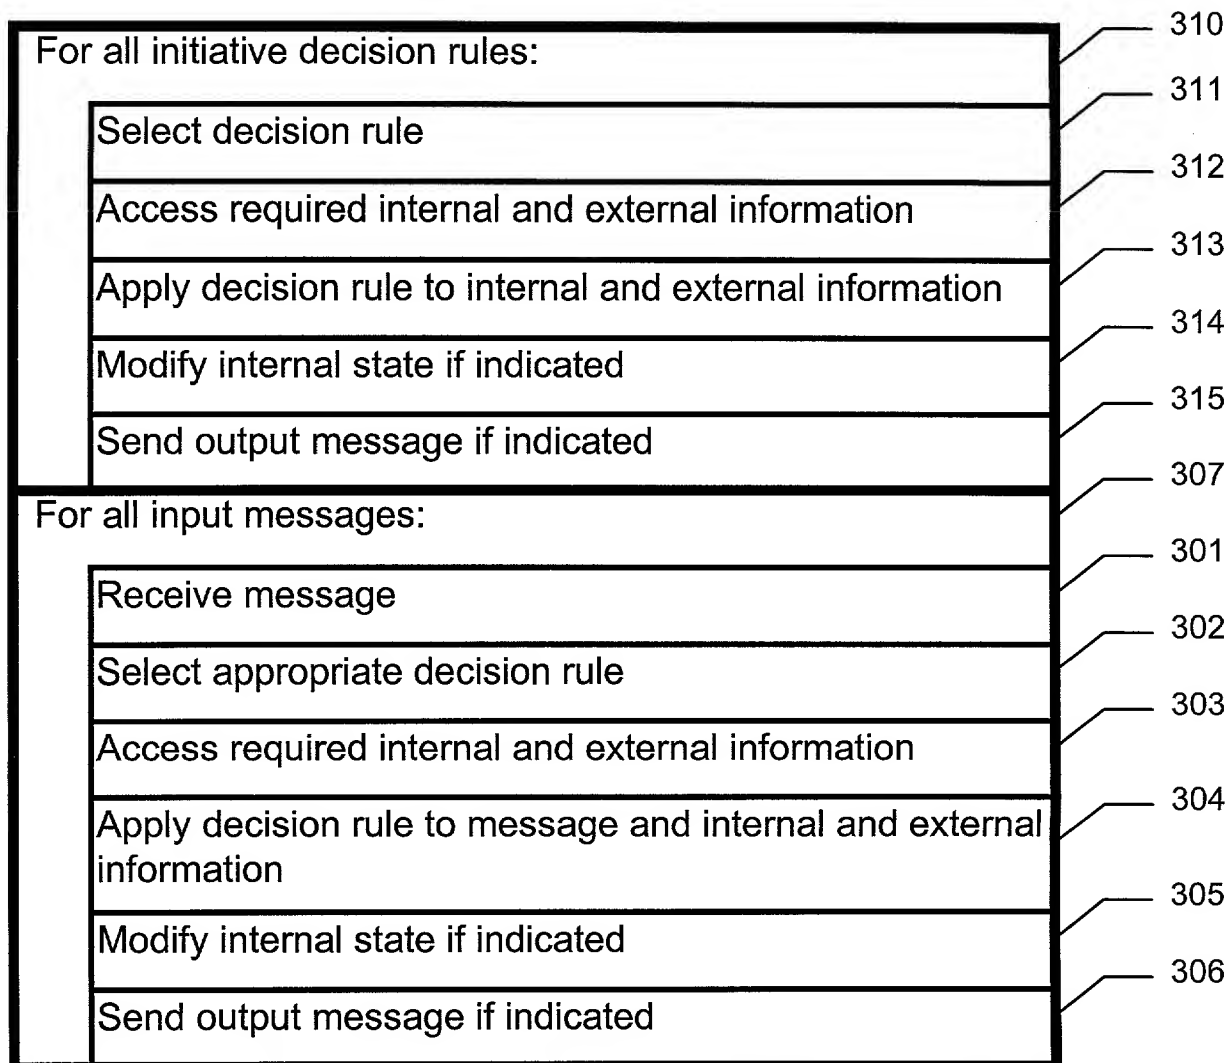 310
For all initiative decision rules:
311
Select decision rule
312
Access required internal and external information
313
Apply decision rule to internal and external information
314
Modify internal state if indicated
315
Send output message if indicated
307
For all input messages:
301
Receive message
302
Select appropriate decision rule
303
Access required internal and external information
304
Apply decision rule to message and internal and external
information
305
Modify internal state if indicated
306
Send output message if indicated